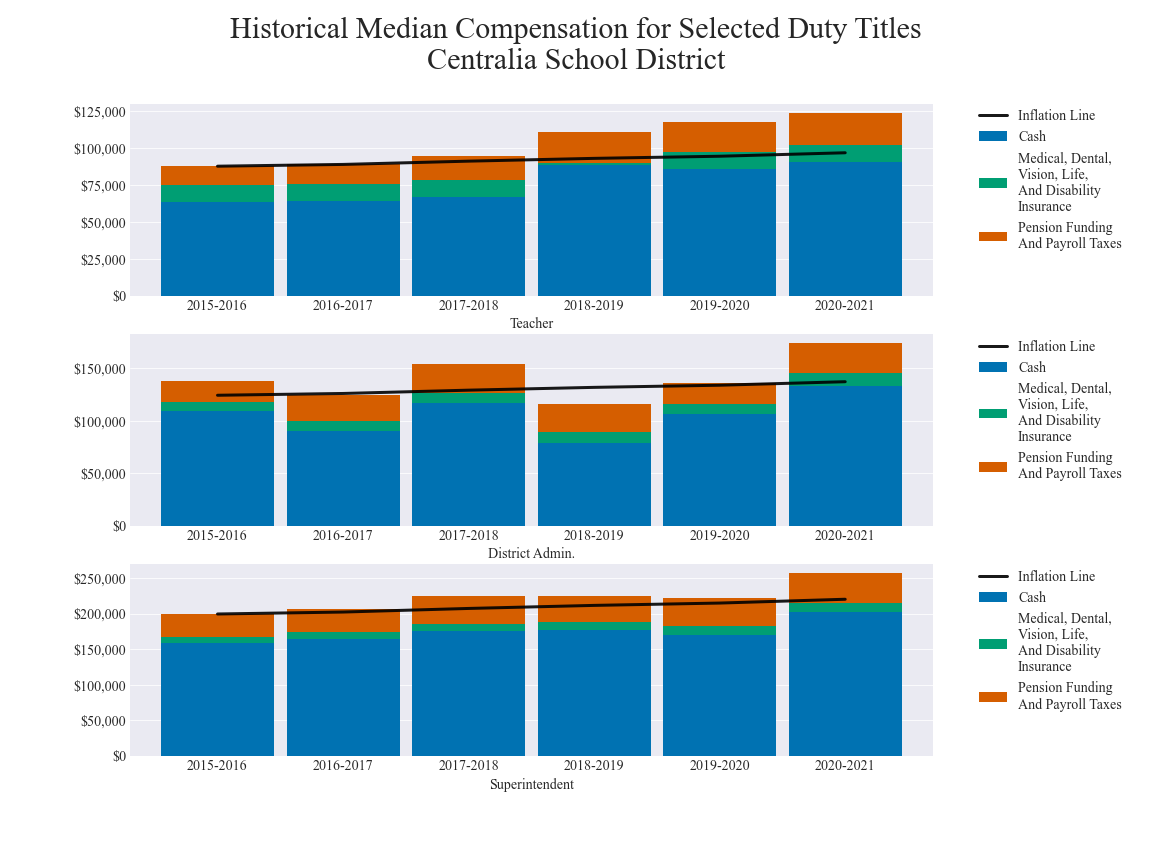 Historical Median Compensation for Selected Duty Titles
Centralia School District
$125,000
$100,000
$75,000
$50,000
$25,000
$0
2015-2016 2016-2017 2017-2018 2018-2019 2019-2020 2020-2021
Teacher
Inflation Line
Cash
Medical, Dental,
Vision, Life,
And Disability
Insurance
Pension Funding
And Payroll Taxes
$150,000
$100,000
$50,000
$0
2015-2016 2016-2017 2017-2018 2018-2019 2019-2020 2020-2021
District Admin.
Inflation Line
Cash
Medical, Dental,
Vision, Life,
And Disability
Insurance
Pension Funding
And Payroll Taxes
$250,000
$200,000
$150,000
$100,000
$50,000
$0
2015-2016 2016-2017 2017-2018 2018-2019 2019-2020 2020-2021
Superintendent
Inflation Line
Cash
Medical, Dental,
Vision, Life,
And Disability
Insurance
Pension Funding
And Payroll Taxes